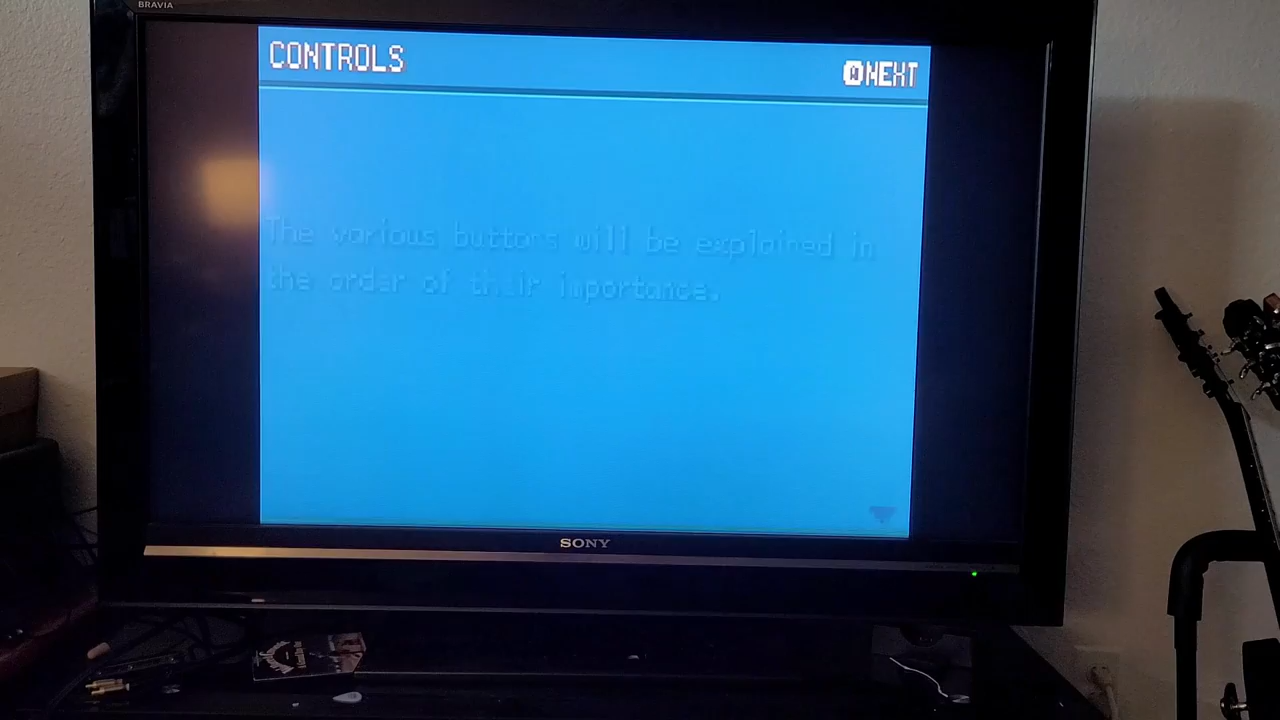 BRAVIA
CONTROLS
A NEXT
The various buttons will be explained in
the order of their importance.
SONY